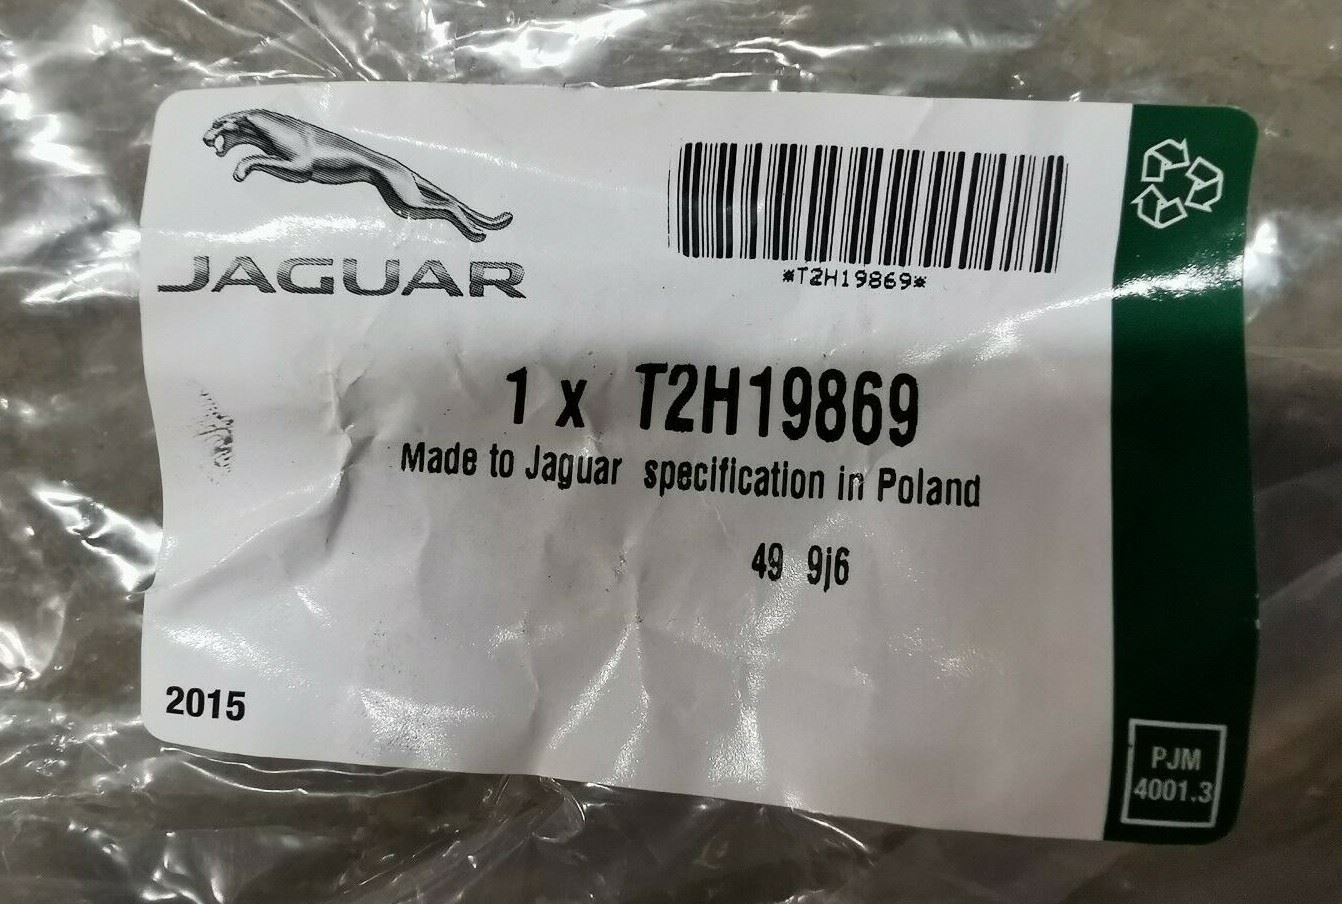 JAGUAR
*T2H19869*
1 x T2H19869
Made to Jaguar specification in Poland
49 9j6
2015
PJM
4001.3